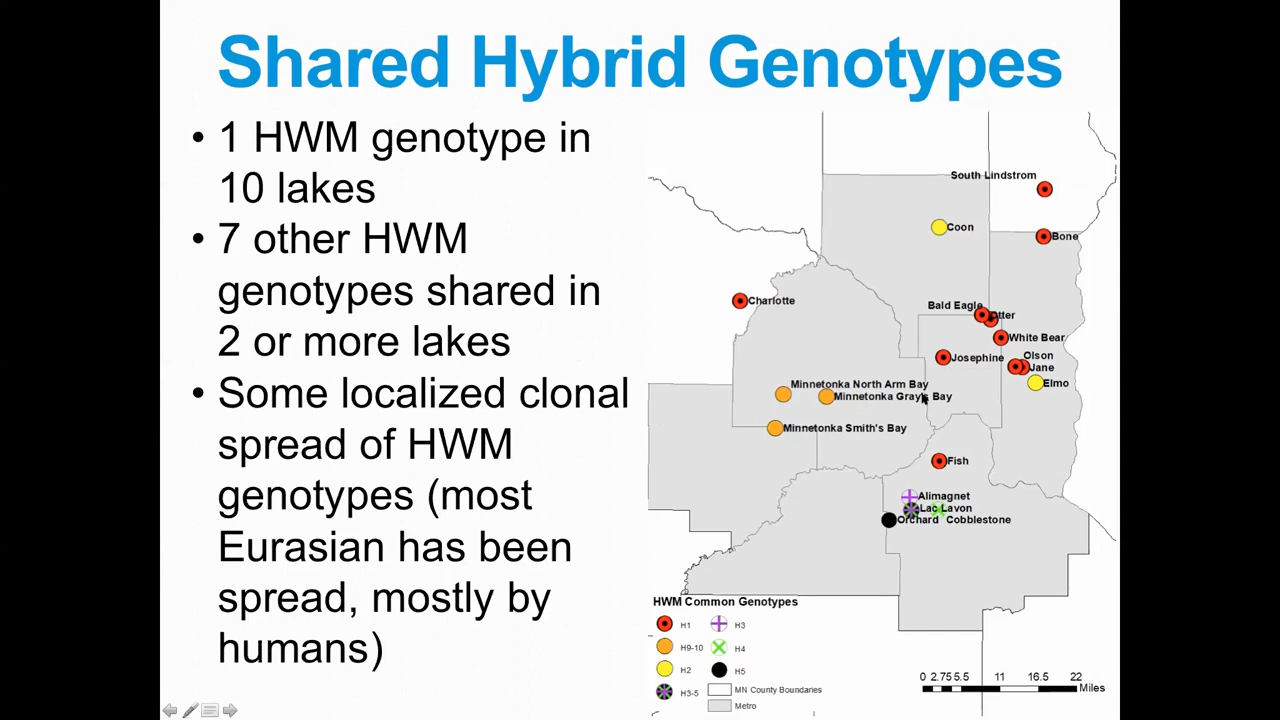 Shared Hybrid Genotypes
• 1 HWM genotype in
10 lakes
• 7 other HWM
genotypes shared in
2 or more lakes
• Some localized clonal
spread of HWM
genotypes (most
Eurasian has been
spread, mostly by
humans)
South Lindstrom
Coon
Bone
Charlotte
Bald Eagle
Otter
White Bear
Josephine
Olson
Jane
Elmo
Minnetonka North Arm Bay
Minnetonka Gray's Bay
Minnetonka Smith's Bay
Fish
Alimagnet
Lac Lavon
Orchard Cobblestone
HWM Common Genotypes
H1 H3
H9-10 H4
H2 H5
H3-5 MN County Boundaries
Metro
0 2.75 5.5 11 16.5 22
Miles